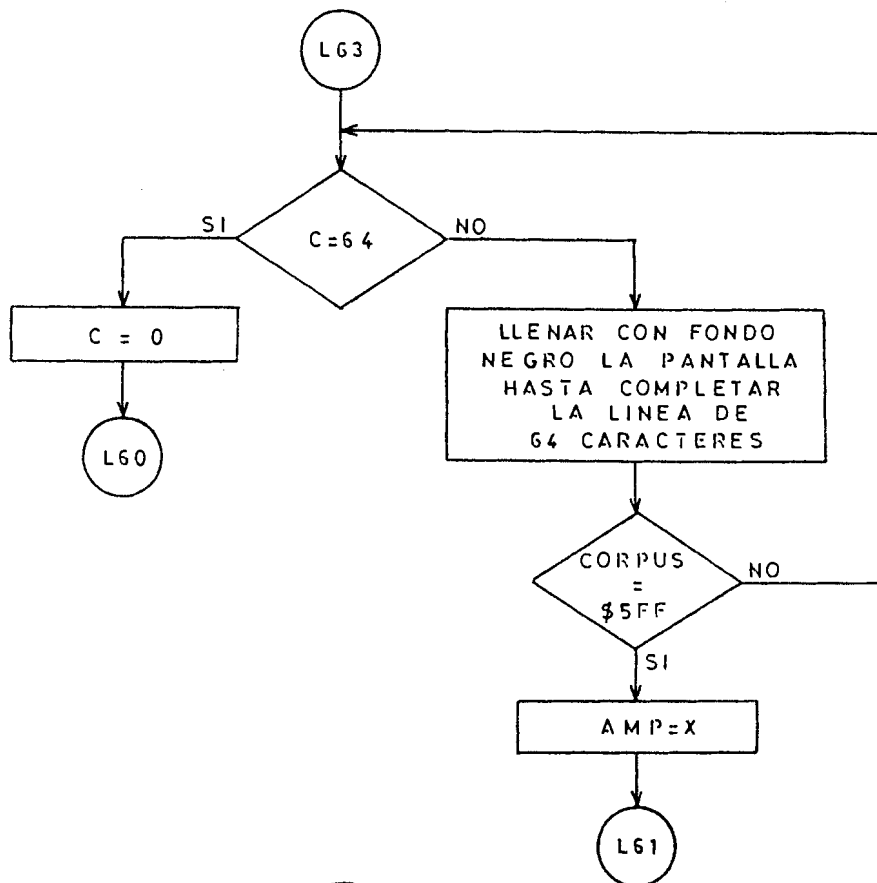 L63
SI
C=64
NO
C = 0
L60
LLENAR CON FONDO
NEGRO LA PANTALLA
HASTA COMPLETAR
LA LINEA DE
64 CARACTERES
CORPUS
=
$5FF
NO
SI
AMP=X
L61